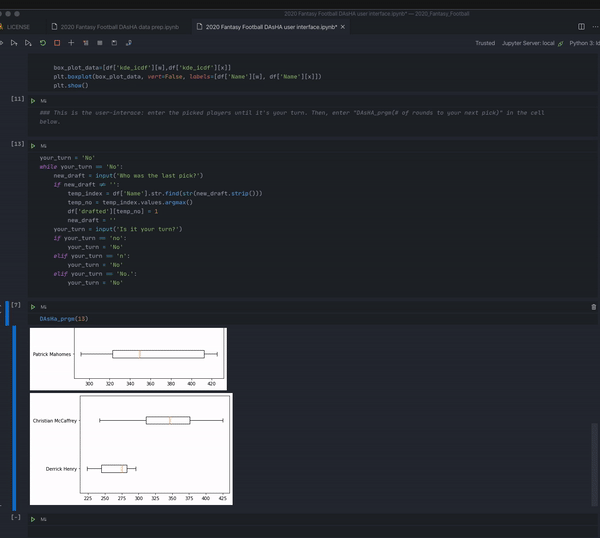 2020 Fantasy Football DAsHA user interface.ipynb* — 2020_Fantasy_Football
LICENSE
2020 Fantasy Football DAsHA data prep.ipynb
2020 Fantasy Football DAsHA user interface.ipynb*
Trusted
Jupyter Server: local
Python 3:
box_plot_data=[df['kde_icdf'][w],df['kde_icdf'][x]]
plt.boxplot(box_plot_data, vert=False, labels=[df['Name'][w], df['Name'][x]])
plt.show()
[11]
### This is the user-interace: enter the picked players until it's your turn. Then, enter "DAsHA_prgm(# of rounds to your next pick)" in the cell
below.
[13]
your_turn = 'No'
while your_turn == 'No':
new_draft = input('Who was the last pick?')
if new_draft != '':
temp_index = df['Name'].str.find(str(new_draft.strip()))
temp_no = temp_index.values.argmax()
df['drafted'][temp_no] = 1
new_draft = ''
your_turn = input('Is it your turn?')
if your_turn == 'no':
your_turn = 'No'
elif your_turn == 'n':
your_turn = 'No'
elif your_turn == 'No.':
your_turn = 'No'
[7]
DAsHa_prgm(13)
Patrick Mahomes
300 320 340 360 380 400 420
Christian McCaffrey
Derrick Henry
225 250 275 300 325 350 375 400 425
[-]